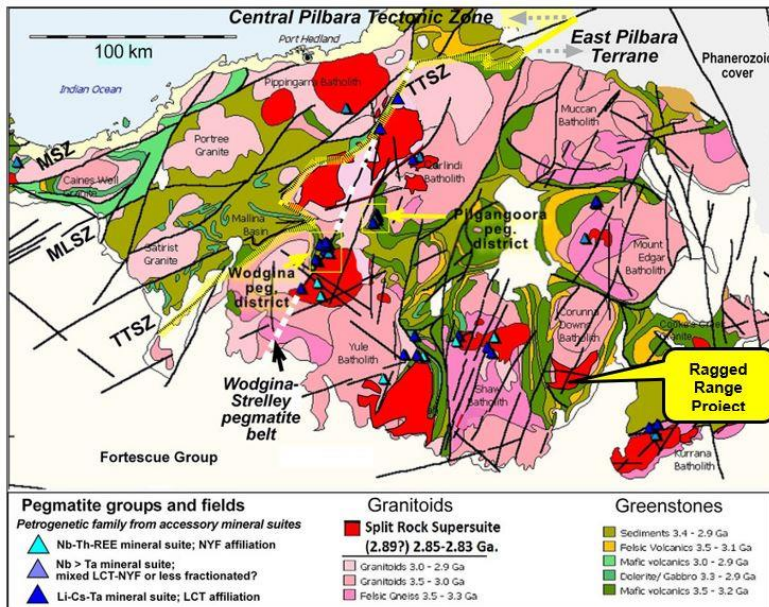 Central Pilbara Tectonic Zone
East Pilbara
Terrane
Phanerozoic
cover
100 km
Port Hedland
Indian Ocean
Pippingarra Batholith
TTSZ
Muccan
Batholith
Portree
Granite
MSZ
Caines Well
Granite
Carlindi
Batholith
Pilgangoora
peg.
district
Mallina
Basin
MLSZ
Satirist
Granite
Wodgina
peg.
district
Mount
Edgar
Batholith
TTSZ
Corunna
Downs
Batholith
Cooke's Creek
Granite
Yule
Batholith
Shaw
Batholith
Ragged
Range
Project
Wodgina-
Strelley
pegmatite
belt
Fortescue Group
Kurrana
Batholith
Pegmatite groups and fields
Petrogenetic family from accessory mineral suites
Nb-Th-REE mineral suite; NYF affiliation
Nb > Ta mineral suite;
mixed LCT-NYF or less fractionated?
Li-Cs-Ta mineral suite; LCT affiliation
Granitoids
Split Rock Supersuite
(2.89?) 2.85-2.83 Ga.
Granitoids 3.0 - 2.9 Ga
Granitoids 3.5 - 3.0 Ga
Felsic Gneiss 3.5 - 3.3 Ga
Greenstones
Sediments 3.4 - 2.9 Ga
Felsic Volcanics 3.5 - 3.1 Ga
Mafic volcanics 3.0 - 2.9 Ga
Dolerite/ Gabbro 3.3 - 2.9 Ga
Mafic volcanics 3.5 - 3.2 Ga